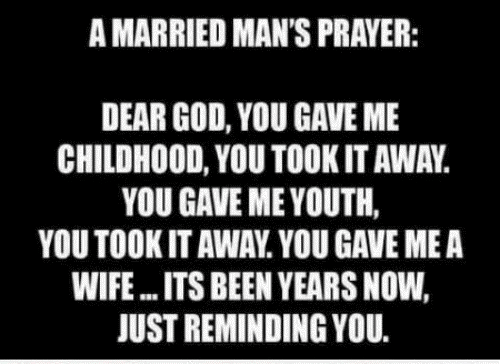 A MARRIED MAN'S PRAYER:
DEAR GOD, YOU GAVE ME
CHILDHOOD, YOU TOOK IT AWAY.
YOU GAVE ME YOUTH,
YOU TOOK IT AWAY. YOU GAVE ME A
WIFE... ITS BEEN YEARS NOW,
JUST REMINDING YOU.